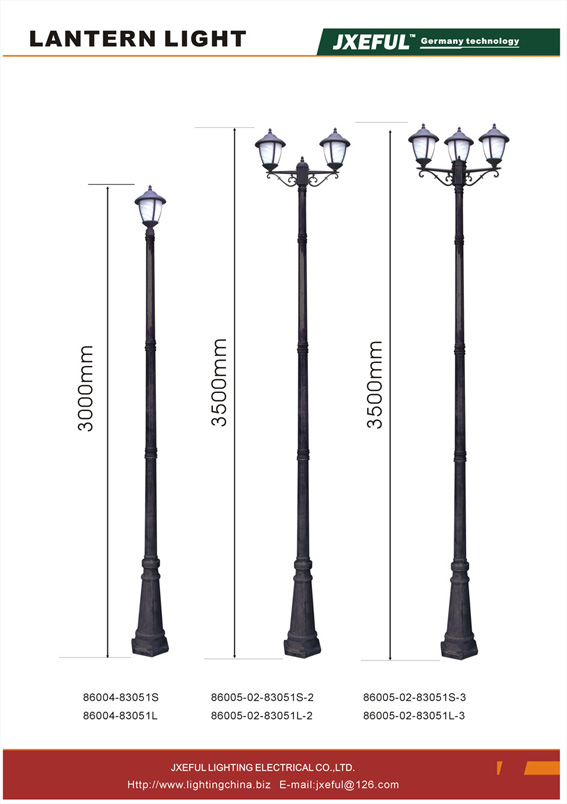 LANTERN LIGHT
JXEFUL™ Germany technology
3000mm
3500mm
3500mm
86004-83051S 86005-02-83051S-2 86005-02-83051S-3
86004-83051L 86005-02-83051L-2 86005-02-83051L-3
JXEFUL LIGHTING ELECTRICAL CO.,LTD.
Http://www.lightingchina.biz E-mail:jxeful@126.com